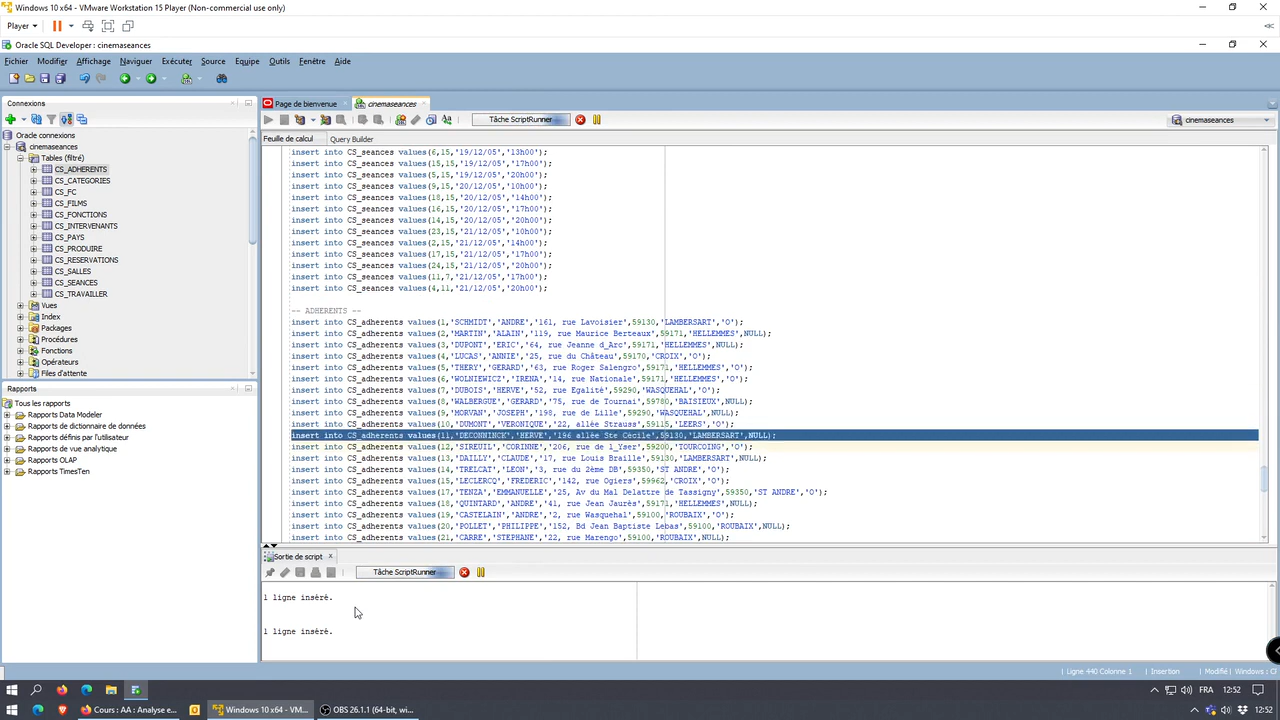 Windows 10 x64 - VMware Workstation 15 Player (Non-commercial use only)
Player
Oracle SQL Developer : cinemaseances
Fichier Modifier Affichage Naviguer Exécuter Source Equipe Outils Fenêtre Aide
Connexions
Oracle connexions
cinemaseances
Tables (filtré)
CS_ADHERENTS
CS_CATEGORIES
CS_FC
CS_FILMS
CS_FONCTIONS
CS_INTERVENANTS
CS_PAYS
CS_PRODUIRE
CS_RESERVATIONS
CS_SALLES
CS_SEANCES
CS_TRAVAILLER
Vues
Index
Packages
Procédures
Fonctions
Opérateurs
Files d'attente
Rapports
Tous les rapports
Rapports Data Modeler
Rapports de dictionnaire de données
Rapports définis par l'utilisateur
Rapports de vue analytique
Rapports OLAP
Rapports TimesTen
Page de bienvenue
cinemaseances
Tâche ScriptRunner
cinemaseances
Feuille de calcul Query Builder
insert into CS_seances values(6,15,'19/12/05','13h00');
insert into CS_seances values(15,15,'19/12/05','17h00');
insert into CS_seances values(5,15,'19/12/05','20h00');
insert into CS_seances values(9,15,'20/12/05','10h00');
insert into CS_seances values(18,15,'20/12/05','14h00');
insert into CS_seances values(16,15,'20/12/05','17h00');
insert into CS_seances values(14,15,'20/12/05','20h00');
insert into CS_seances values(23,15,'21/12/05','10h00');
insert into CS_seances values(2,15,'21/12/05','14h00');
insert into CS_seances values(17,15,'21/12/05','17h00');
insert into CS_seances values(24,15,'21/12/05','20h00');
insert into CS_seances values(11,7,'21/12/05','17h00');
insert into CS_seances values(4,11,'21/12/05','20h00');
-- ADHERENTS --
insert into CS_adherents values(1,'SCHMIDT','ANDRE','161, rue Lavoisier',59130,'LAMBERSART','O');
insert into CS_adherents values(2,'MARTIN','ALAIN','119, rue Maurice Berteaux',59171,'HELLEMMES',NULL);
insert into CS_adherents values(3,'DUPONT','ERIC','64, rue Jeanne d_Arc',59171,'HELLEMMES',NULL);
insert into CS_adherents values(4,'LUCAS','ANNIE','25, rue du Château',59170,'CROIX','O');
insert into CS_adherents values(5,'THERY','GERARD','63, rue Roger Salengro',59171,'HELLEMMES','O');
insert into CS_adherents values(6,'WOLNIEWICZ','IRENA','14, rue Nationale',59171,'HELLEMMES','O');
insert into CS_adherents values(7,'DUBOIS','HERVE','52, rue Egalité',59290,'WASQUEHAL','O');
insert into CS_adherents values(8,'WALBERGUE','GERARD','75, rue de Tournai',59780,'BAISIEUX',NULL);
insert into CS_adherents values(9,'MORVAN','JOSEPH','198, rue de Lille',59290,'WASQUEHAL',NULL);
insert into CS_adherents values(10,'DUMONT','VERONIQUE','22, allée Strauss',59115,'LEERS','O');
insert into CS_adherents values(11,'DECONNINCK','HERVE','196 allée Ste Cécile',59130,'LAMBERSART',NULL);
insert into CS_adherents values(12,'SIREUIL','CORINNE','206, rue de l_Yser',59200,'TOURCOING','O');
insert into CS_adherents values(13,'DAILLY','CLAUDE','17, rue Louis Braille',59130,'LAMBERSART',NULL);
insert into CS_adherents values(14,'TRELCAT','LEON','3, rue du 2ème DB',59350,'ST ANDRE','O');
insert into CS_adherents values(15,'LECLERCQ','FREDERIC','142, rue Ogiers',59962,'CROIX','O');
insert into CS_adherents values(17,'TENZA','EMMANUELLE','25, Av du Mal Delattre de Tassigny',59350,'ST ANDRE','O');
insert into CS_adherents values(18,'QUINTARD','ANDRE','41, rue Jean Jaurès',59171,'HELLEMMES',NULL);
insert into CS_adherents values(19,'CASTELAIN','ANDRE','2, rue Wasquehal',59100,'ROUBAIX','O');
insert into CS_adherents values(20,'POLLET','PHILIPPE','152, Bd Jean Baptiste Lebas',59100,'ROUBAIX',NULL);
insert into CS_adherents values(21,'CARRE','STEPHANE','22, rue Marengo',59100,'ROUBAIX',NULL);
Sortie de script
Tâche ScriptRunner
1 ligne inséré.
1 ligne inséré.
Ligne 440 Colonne 1 Insertion Modifié Windows: Cl
FRA 12:52
Cours : AA : Analyse e... Windows 10 x64 - VM... OBS 26.1.1 (64-bit, wi... 12:52